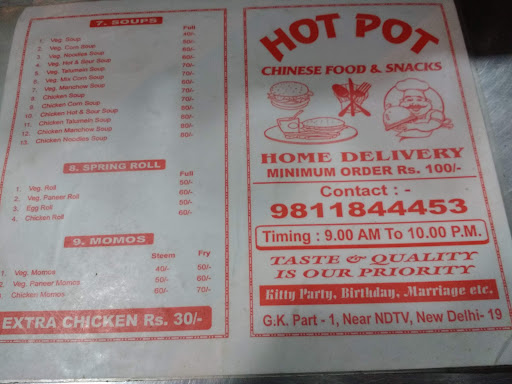 7. SOUPS
Full
1. Veg. Soup 40/-
2. Veg. Corn Soup 50/-
3. Veg. Noodles Soup 60/-
4. Veg. Hot & Sour Soup 60/-
5. Veg. Talumein Soup 70/-
6. Veg. Mix Corn Soup 60/-
7. Veg. Manchow Soup
8. Chicken Soup
9. Chicken Corn Soup 70/-
10. Chicken Hot & Sour Soup
11. Chicken Talumein Soup
12. Chicken Manchow Soup
13. Chicken Noodles Soup
8. SPRING ROLL
Full
1. Veg. Roll 50/-
2. Veg. Paneer Roll 60/-
3. Egg Roll 50/-
4. Chicken Roll 60/-
9. MOMOS
Steem Fry
1. Veg. Momos 40/- 50/-
2. Veg. Paneer Momos 50/- 60/-
3 Chicken Momos 60/- 70/-
EXTRA CHICKEN Rs. 30/-
HOT POT
CHINESE FOOD & SNACKS
HOME DELIVERY
MINIMUM ORDER Rs. 100/-
Contact : -
9811844453
Timing : 9.00 AM To 10.00 P.M.
TASTE & QUALITY
IS OUR PRIORITY
Kitty Party, Birthday, Marriage etc.
G.K. Part - 1, Near NDTV, New Delhi- 19